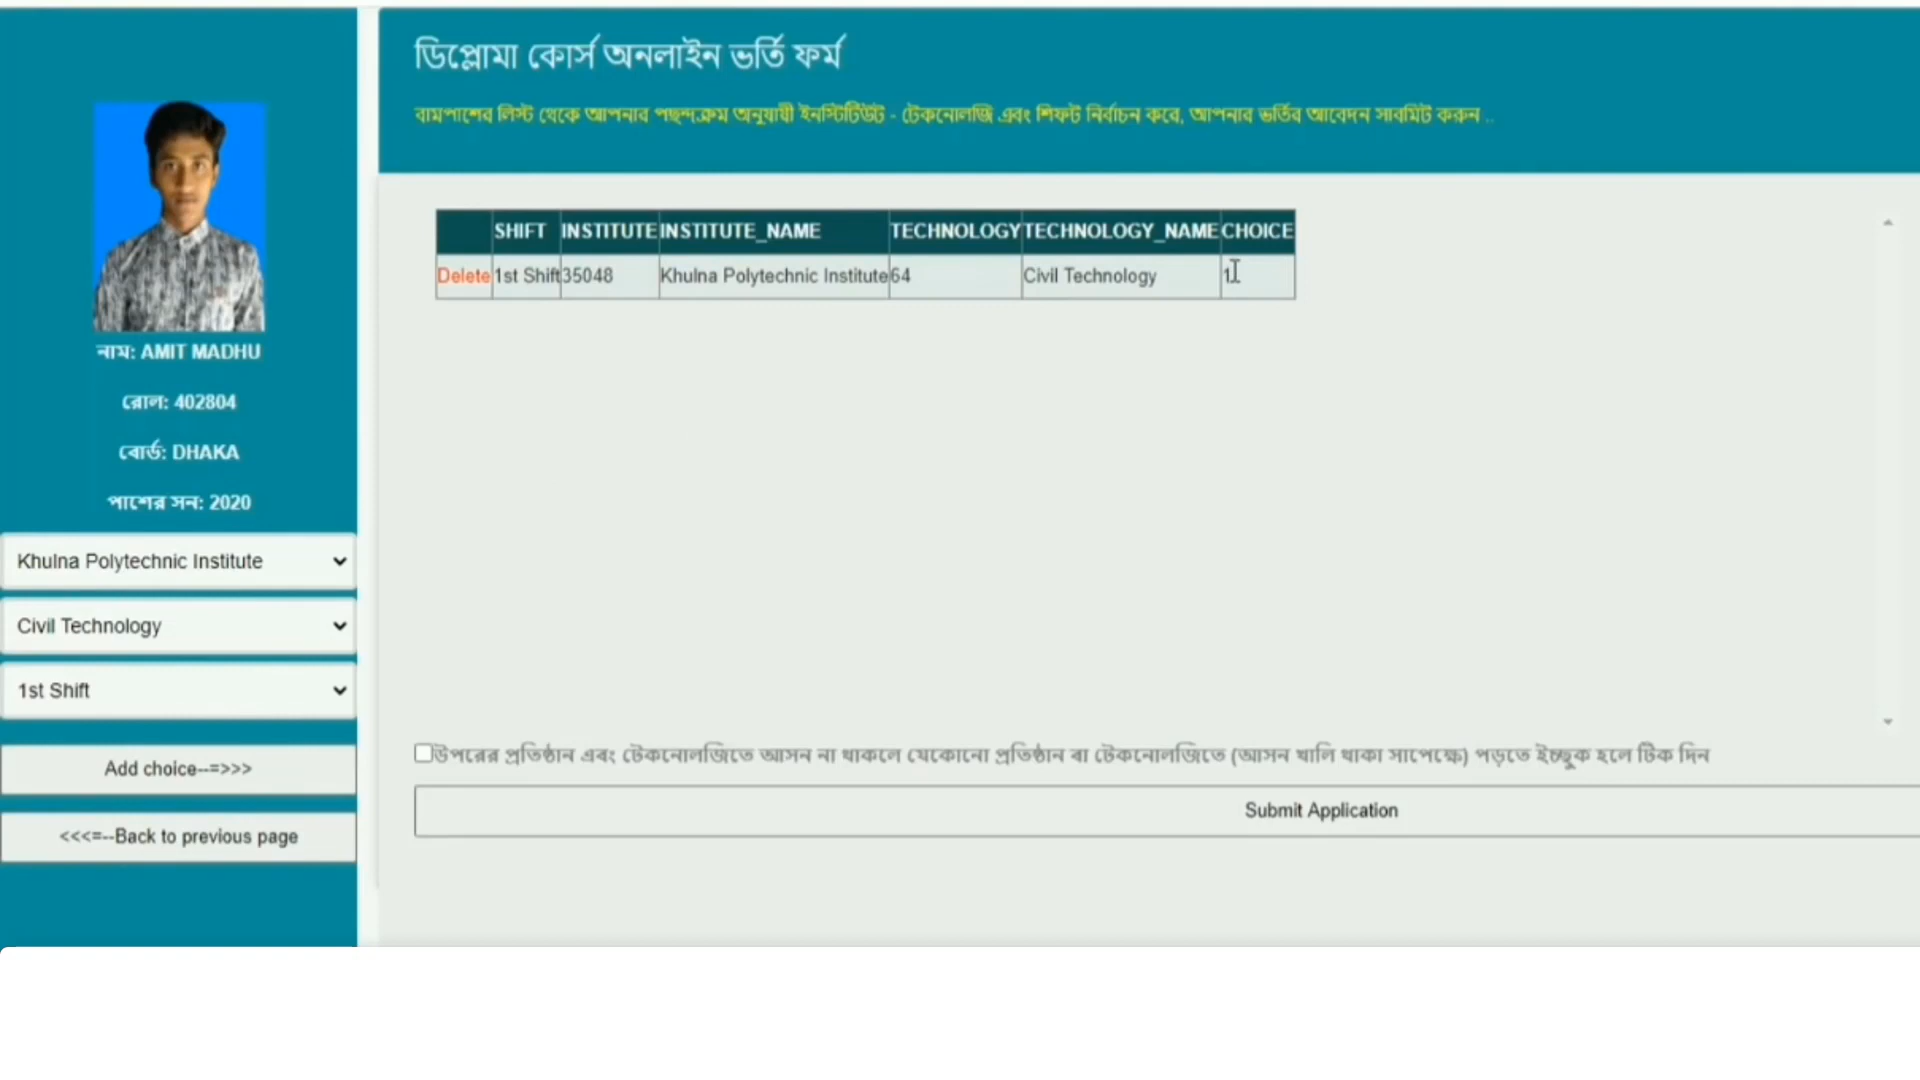 ডিপ্লোমা কোর্স অনলাইন ভর্তি ফর্ম
বামপাশের লিস্ট থেকে আপনার পছন্দক্রম অনুযায়ী ইনস্টিটিউট - টেকনোলজি এবং শিফট নির্বাচন করে, আপনার ভর্তির আবেদন সাবমিট করুন ..
SHIFT INSTITUTE INSTITUTE_NAME TECHNOLOGY TECHNOLOGY_NAME CHOICE
Delete 1st Shift 35048 Khulna Polytechnic Institute 64 Civil Technology 1
নাম: AMIT MADHU
রোল: 402804
বোর্ড: DHAKA
পাশের সন: 2020
Khulna Polytechnic Institute
Civil Technology
1st Shift
Add choice--=>>>
<<<=--Back to previous page
উপরের প্রতিষ্ঠান এবং টেকনোলজিতে আসন না থাকলে যেকোনো প্রতিষ্ঠান বা টেকনোলজিতে (আসন খালি থাকা সাপেক্ষে) পড়তে ইচ্ছুক হলে টিক দিন
Submit Application